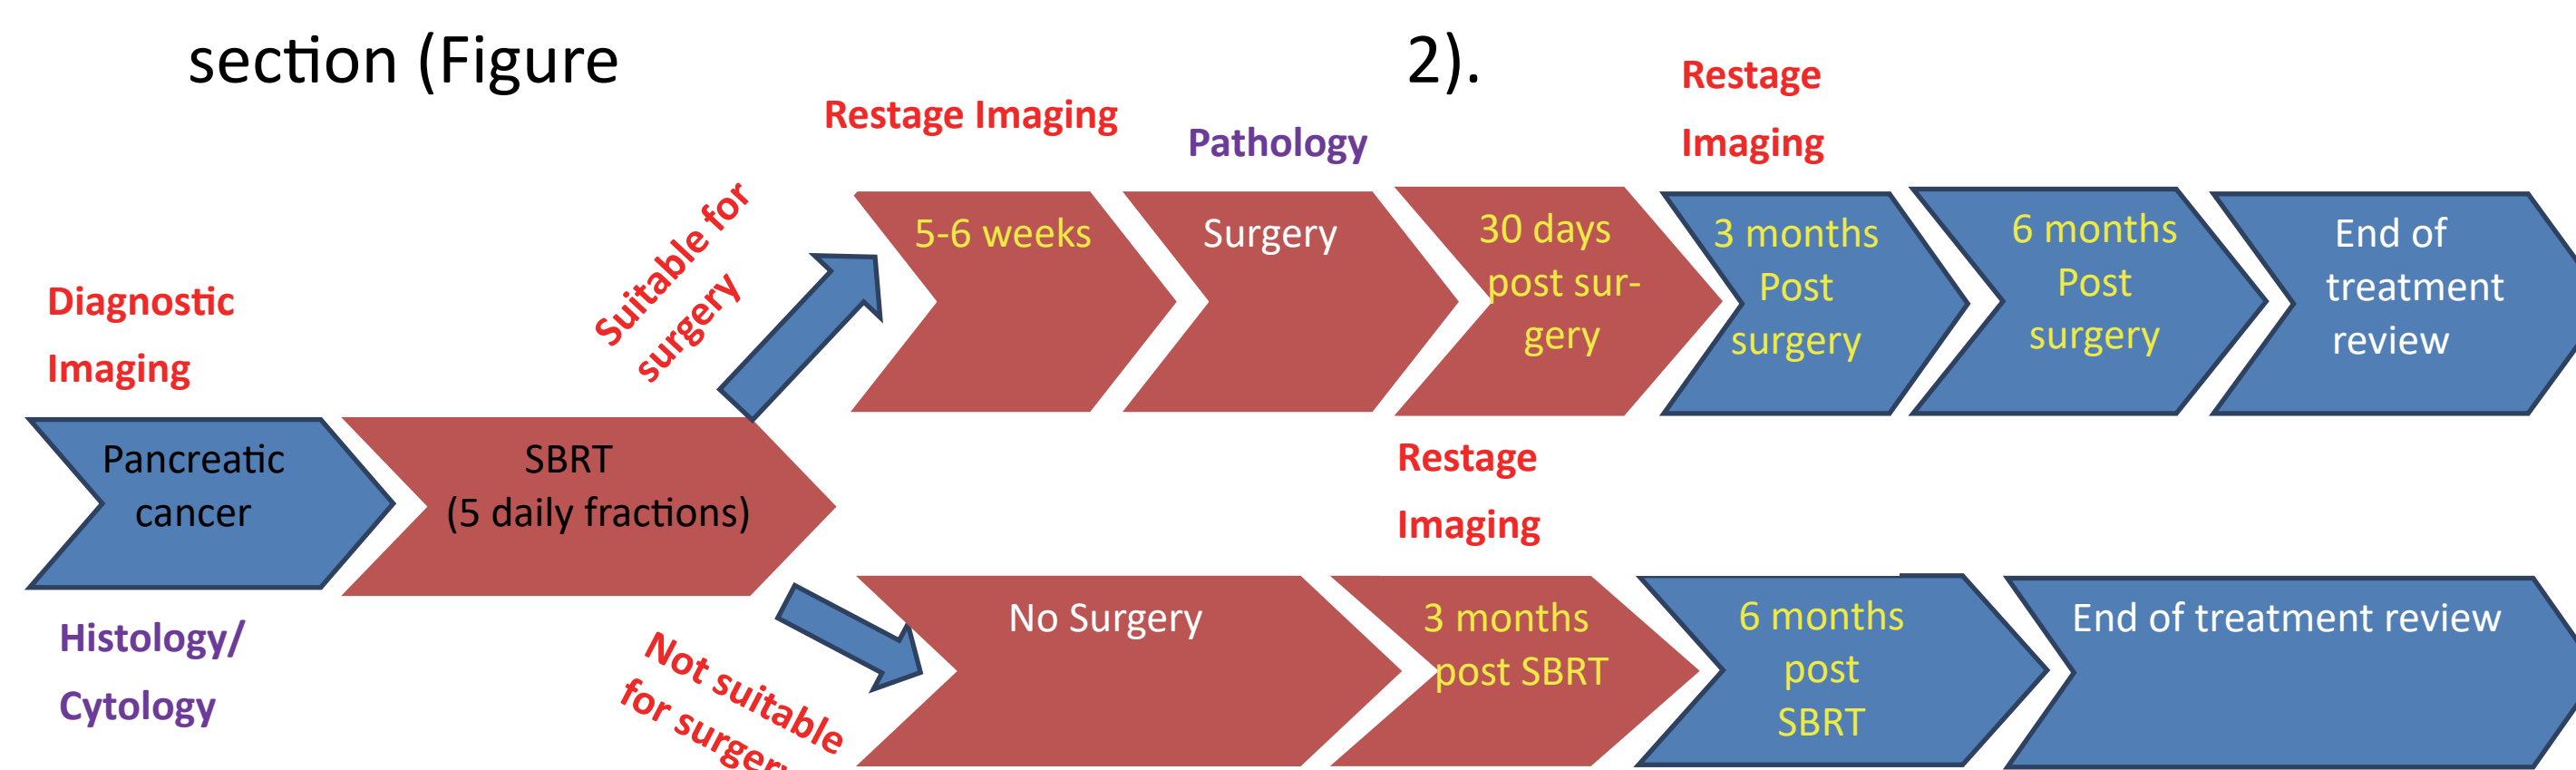 section (Figure 2).
Restage Imaging
Pathology
Restage
Imaging
Suitable for
surgery
5-6 weeks
Surgery
30 days
post sur-
gery
3 months
Post
surgery
6 months
Post
surgery
End of
treatment
review
Diagnostic
Imaging
Pancreatic
cancer
SBRT
(5 daily fractions)
Histology/
Cytology
Restage
Imaging
Not suitable
for surgery
No Surgery
3 months
post SBRT
6 months
post
SBRT
End of treatment review